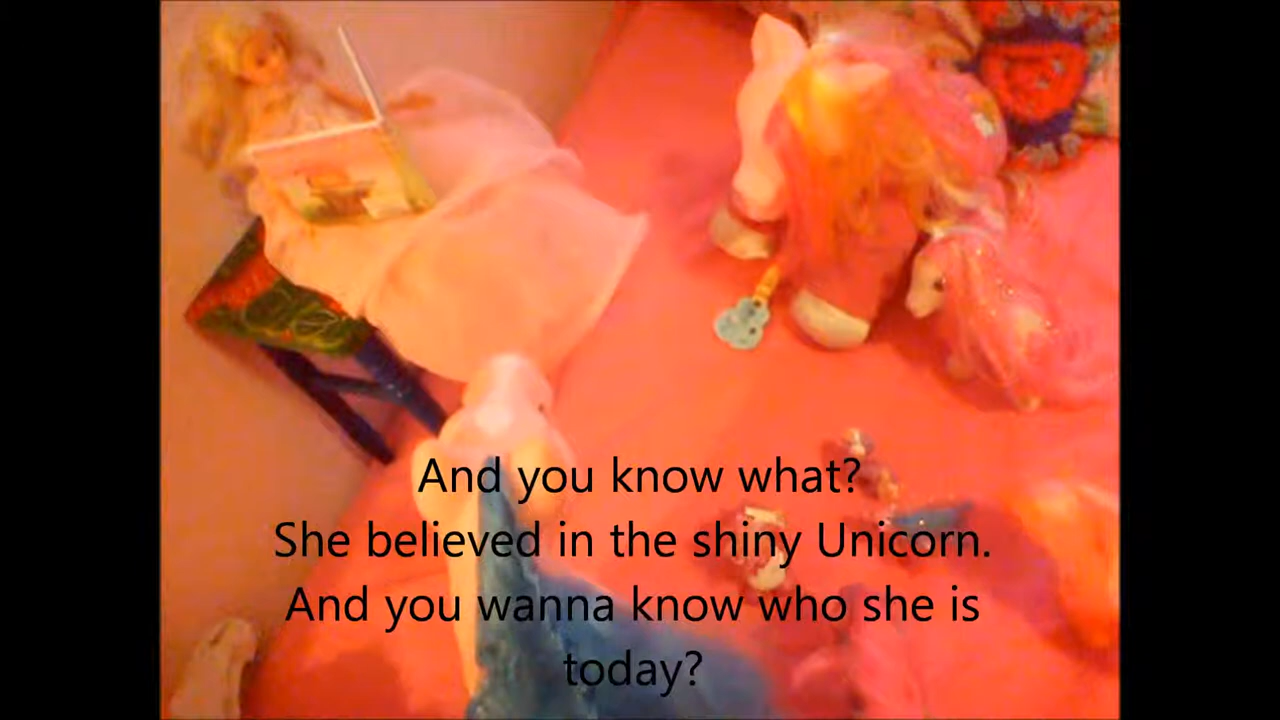 And you know what?
She believed in the shiny Unicorn.
And you wanna know who she is
today?